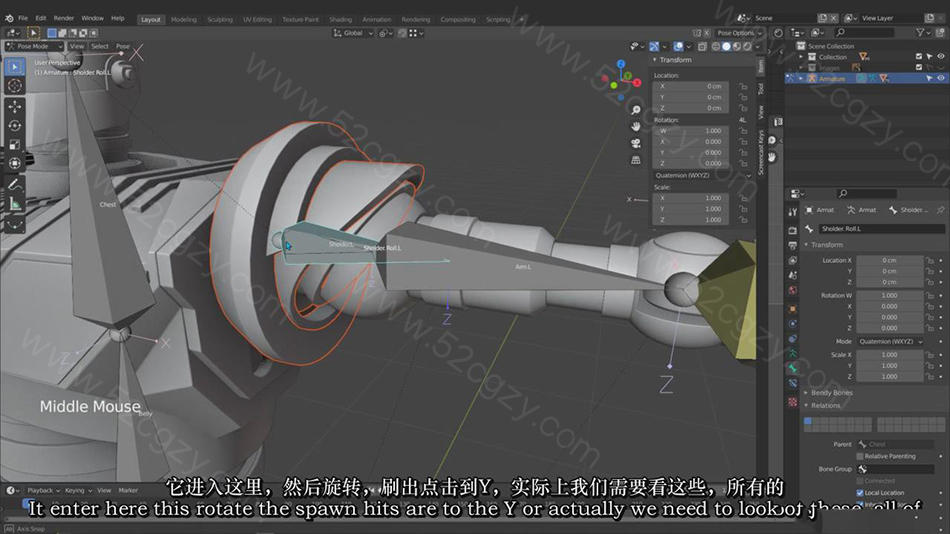 File Edit Render Window Help Layout Modeling Sculpting UV Editing Texture Paint Shading Animation Rendering Compositing Scripting + Scene View Layer
Global Pose Options
Pose Mode View Select Pose
User Perspective
(1) Armature : Sholder Roll.L
Transform
Location:
X 0 cm
Y 0 cm
Z 0 cm
Rotation: 4L
W 1.000
X 0.000
Y 0.000
Z 0.000
Quaternion (WXYZ)
Scale:
X 1.000
Y 1.000
Z 1.000
Item
Tool
View
Screencast Keys
Scene Collection
Collection
Images
Armature
Armat Armat Sholder ...
Sholder Roll.L
Transform
Location X 0 cm
Y 0 cm
Z 0 cm
Rotation W 1.000
X 0.000
Y 0.000
Z 0.000
Mode Quaternion (WXYZ)
Scale X 1.000
Y 1.000
Z 1.000
Bendy Bones
Relations
Parent Chest
Relative Parenting
Bone Group
Connected
Local Location
Chest
Sholder Roll.L
Arm.L
Belly
X
Z
Z
Z
Middle Mouse
www.52cgzy.com
Playback Keying View Marker
Axis Snap
它进入这里，然后旋转，刷出点击到Y，实际上我们需要看这些，所有的
It enter here this rotate the spawn hits are to the Y or actually we need to look at these, all of